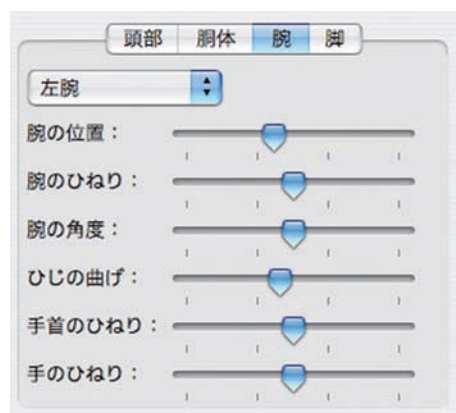 頭部 胴体 腕 脚
左腕
腕の位置：
腕のひねり：
腕の角度：
ひじの曲げ：
手首のひねり：
手のひねり：